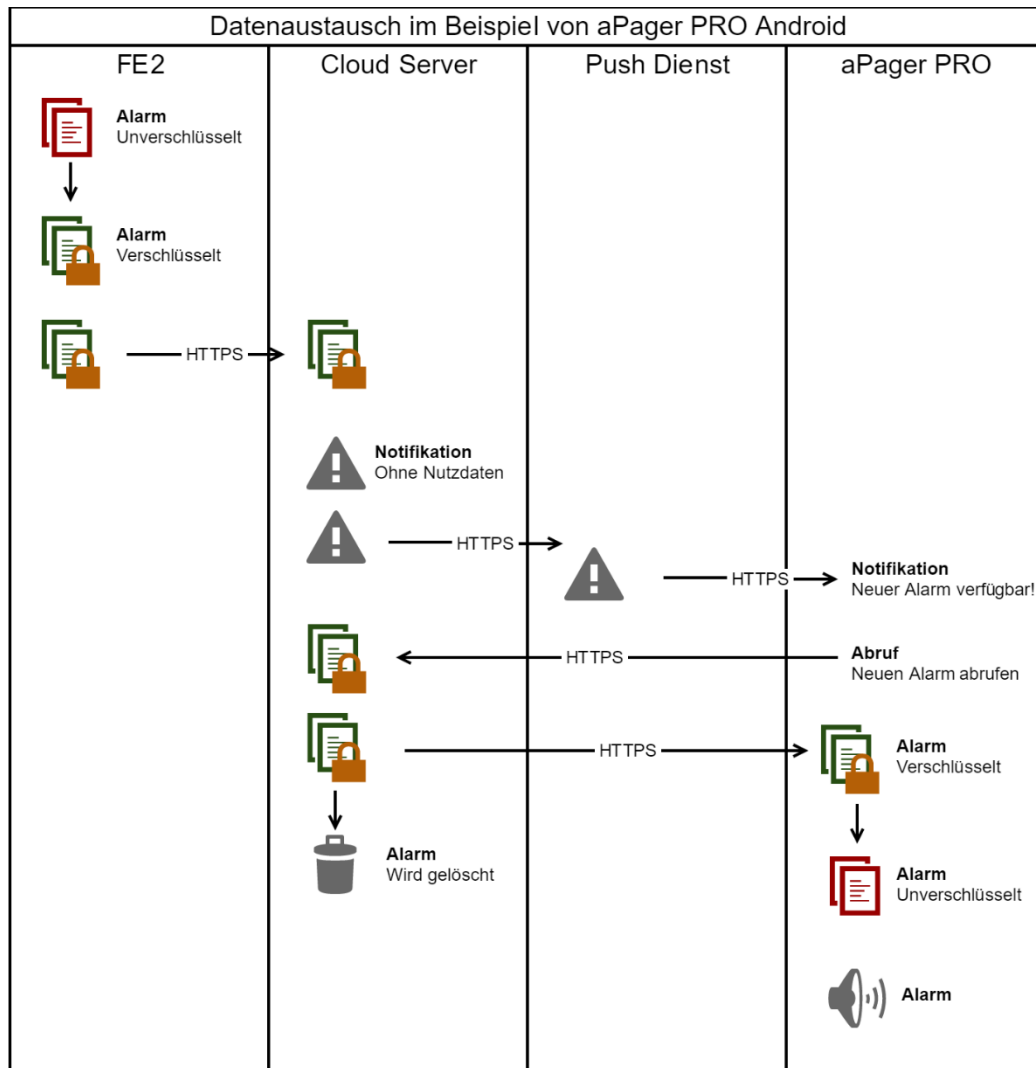 Datenaustausch im Beispiel von aPager PRO Android
FE2
Cloud Server
Push Dienst
aPager PRO
Alarm
Unverschlüsselt
Alarm
Verschlüsselt
HTTPS
Notifikation
Ohne Nutzdaten
HTTPS
HTTPS
Notifikation
Neuer Alarm verfügbar!
HTTPS
Abruf
Neuen Alarm abrufen
HTTPS
Alarm
Verschlüsselt
Alarm
Wird gelöscht
Alarm
Unverschlüsselt
Alarm